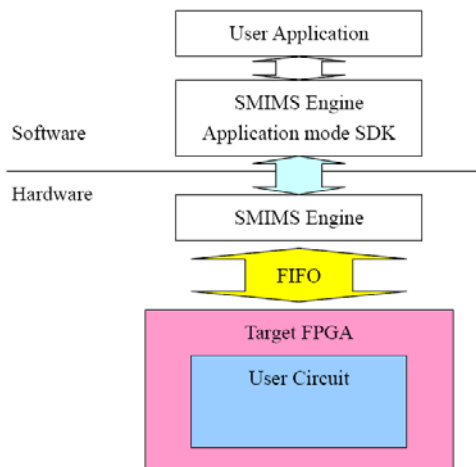 User Application
SMIMS Engine
Application mode SDK
Software
Hardware
SMIMS Engine
FIFO
Target FPGA
User Circuit